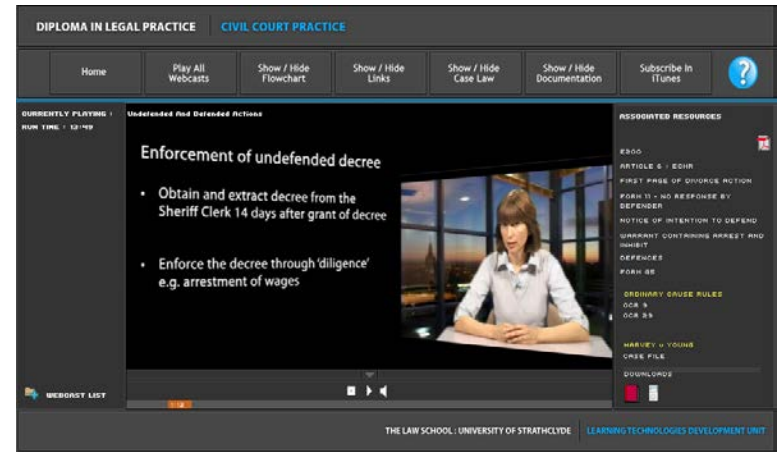 DIPLOMA IN LEGAL PRACTICE
CIVIL COURT PRACTICE
Home
Play All
Webcasts
Show / Hide
Flowchart
Show / Hide
Links
Show / Hide
Case Law
Show / Hide
Documentation
Subscribe In
iTunes
?
CURRENTLY PLAYING :
RUN TIME : 12:49
Undefended And Defended Actions
Enforcement of undefended decree
• Obtain and extract decree from the
Sheriff Clerk 14 days after grant of decree
• Enforce the decree through 'diligence'
e.g. arrestment of wages
ASSOCIATED RESOURCES
ARTICLE 6 : ECHR
FIRST PAGE OF DIVORCE ACTION
FORM 11 - NO RESPONSE BY
DEFENDER
NOTICE OF INTENTION TO DEFEND
WARRANT CONTAINING ARREST AND
INHIBIT
DEFENCES
FORM
ORDINARY CAUSE RULES
OCR 9
OCR
HARVEY v YOUNG
CASE FILE
DOWNLOADS
WEBCAST LIST
THE LAW SCHOOL : UNIVERSITY OF STRATHCLYDE
LEARNING TECHNOLOGIES DEVELOPMENT UNIT